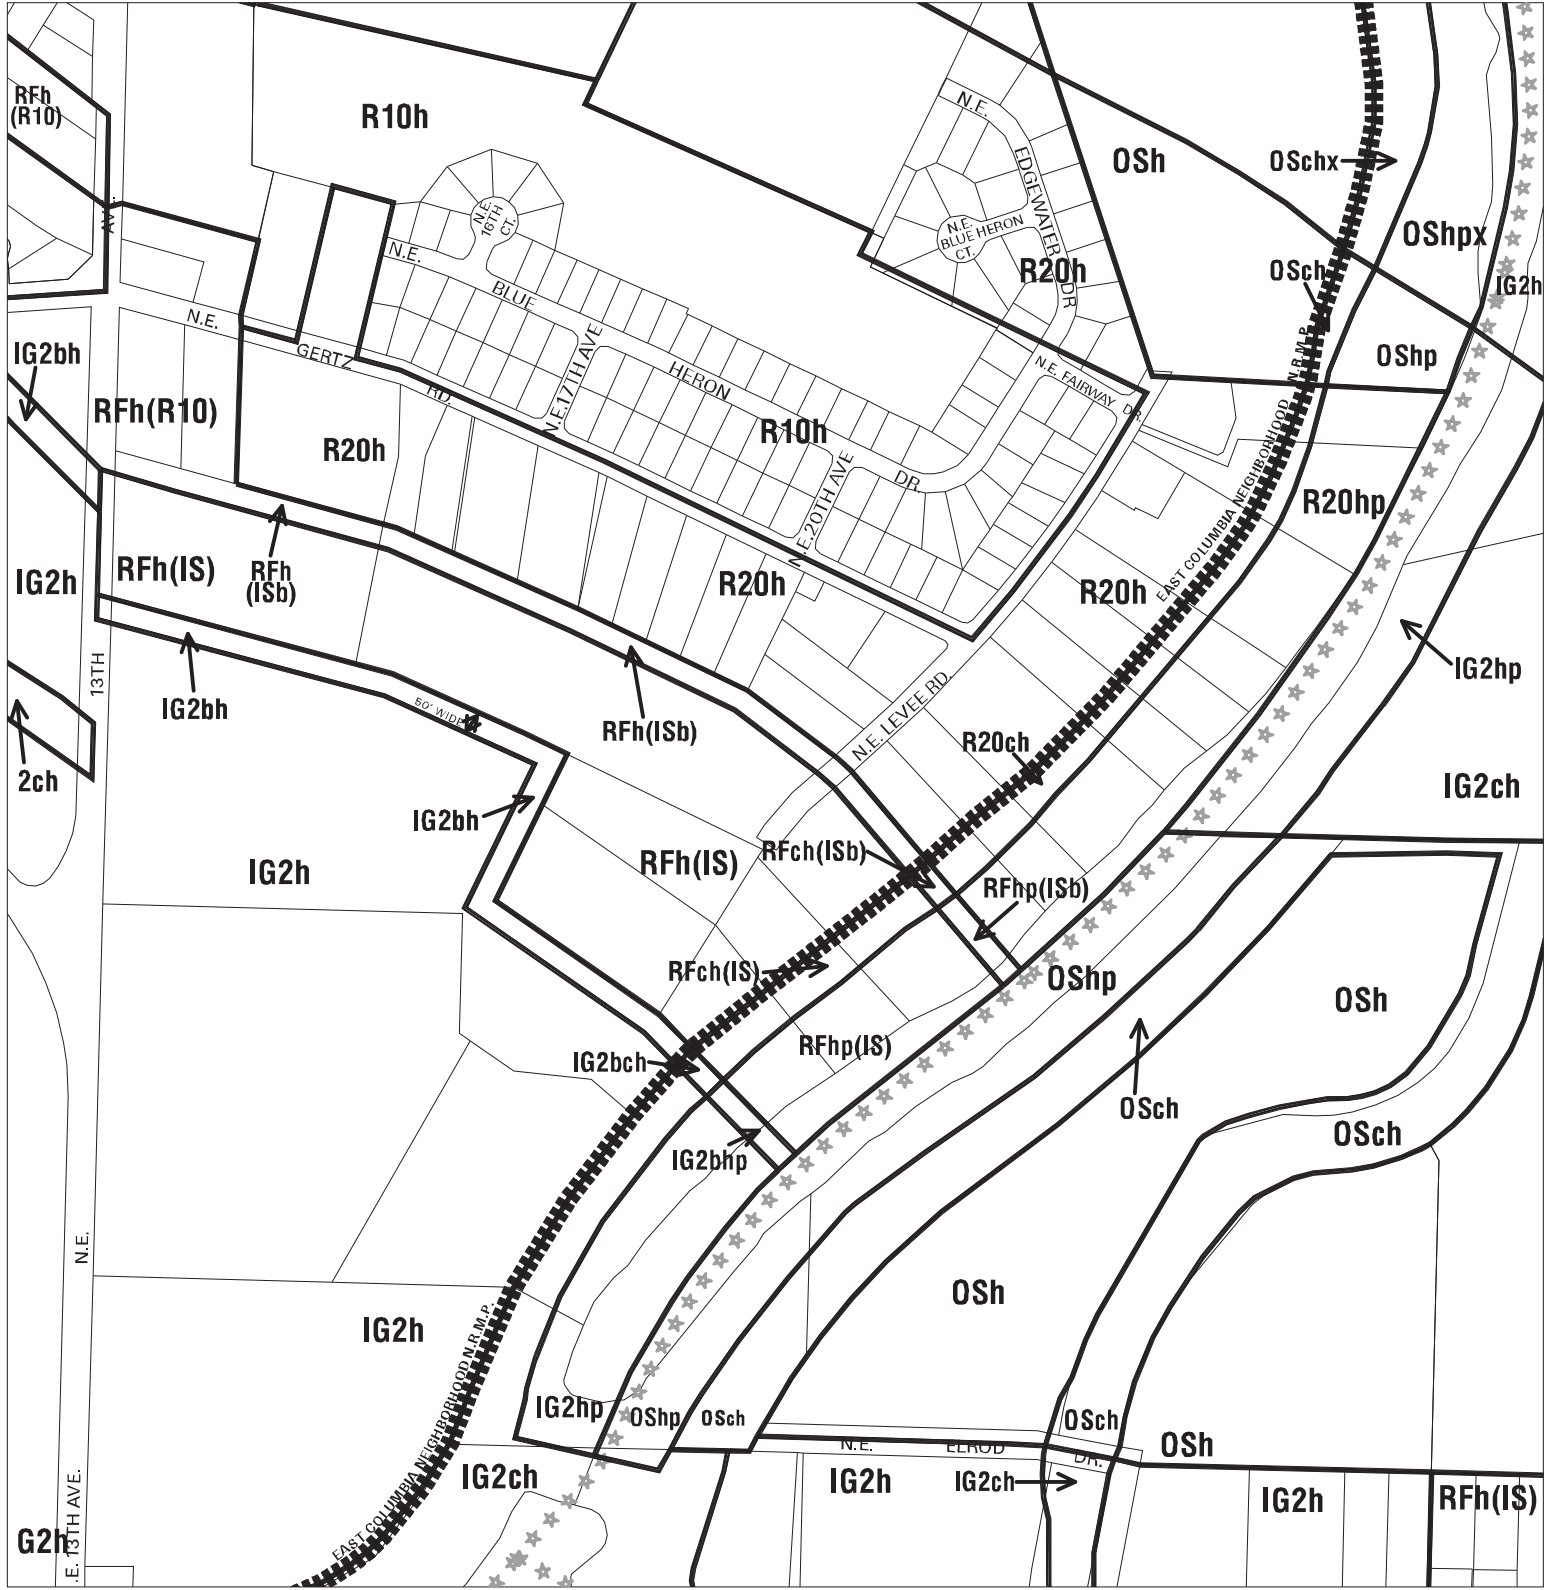 RFh
(R10)
R10h
N.E.
EDGEWATER DR
OSh
OSchx
AV.
N.E.
16TH
CT.
N.E.
BLUE HERON
CT.
OShpx
N.E.
R20h
OSch
IG2h
BLUE
N.E.
N.R.M.P.
IG2bh
GERTZ
N.E. 17TH AVE
HERON
N.E. FAIRWAY DR.
OShp
RFh(R10)
RD.
R20h
R10h
EAST COLUMBIA NEIGHBORHOOD
N.E. 20TH AVE
DR.
R20hp
IG2h
RFh(IS)
RFh
(ISb)
R20h
R20h
13TH
IG2bh
50' WIDE
RFh(ISb)
N.E. LEVEE RD.
IG2hp
R20ch
2ch
IG2bh
IG2ch
IG2h
RFh(IS)
RFch(ISb)
RFhp(ISb)
RFch(IS)
OShp
OSh
RFhp(IS)
IG2bch
OSch
OSch
IG2bhp
N.E.
OSh
IG2h
EAST COLUMBIA NEIGHBORHOOD N.R.M.P.
IG2hp
OShp
OSch
OSch
N.E.
ELROD
DR.
OSh
IG2ch
IG2h
IG2ch
IG2h
RFh(IS)
G2h
.E. 13TH AVE.